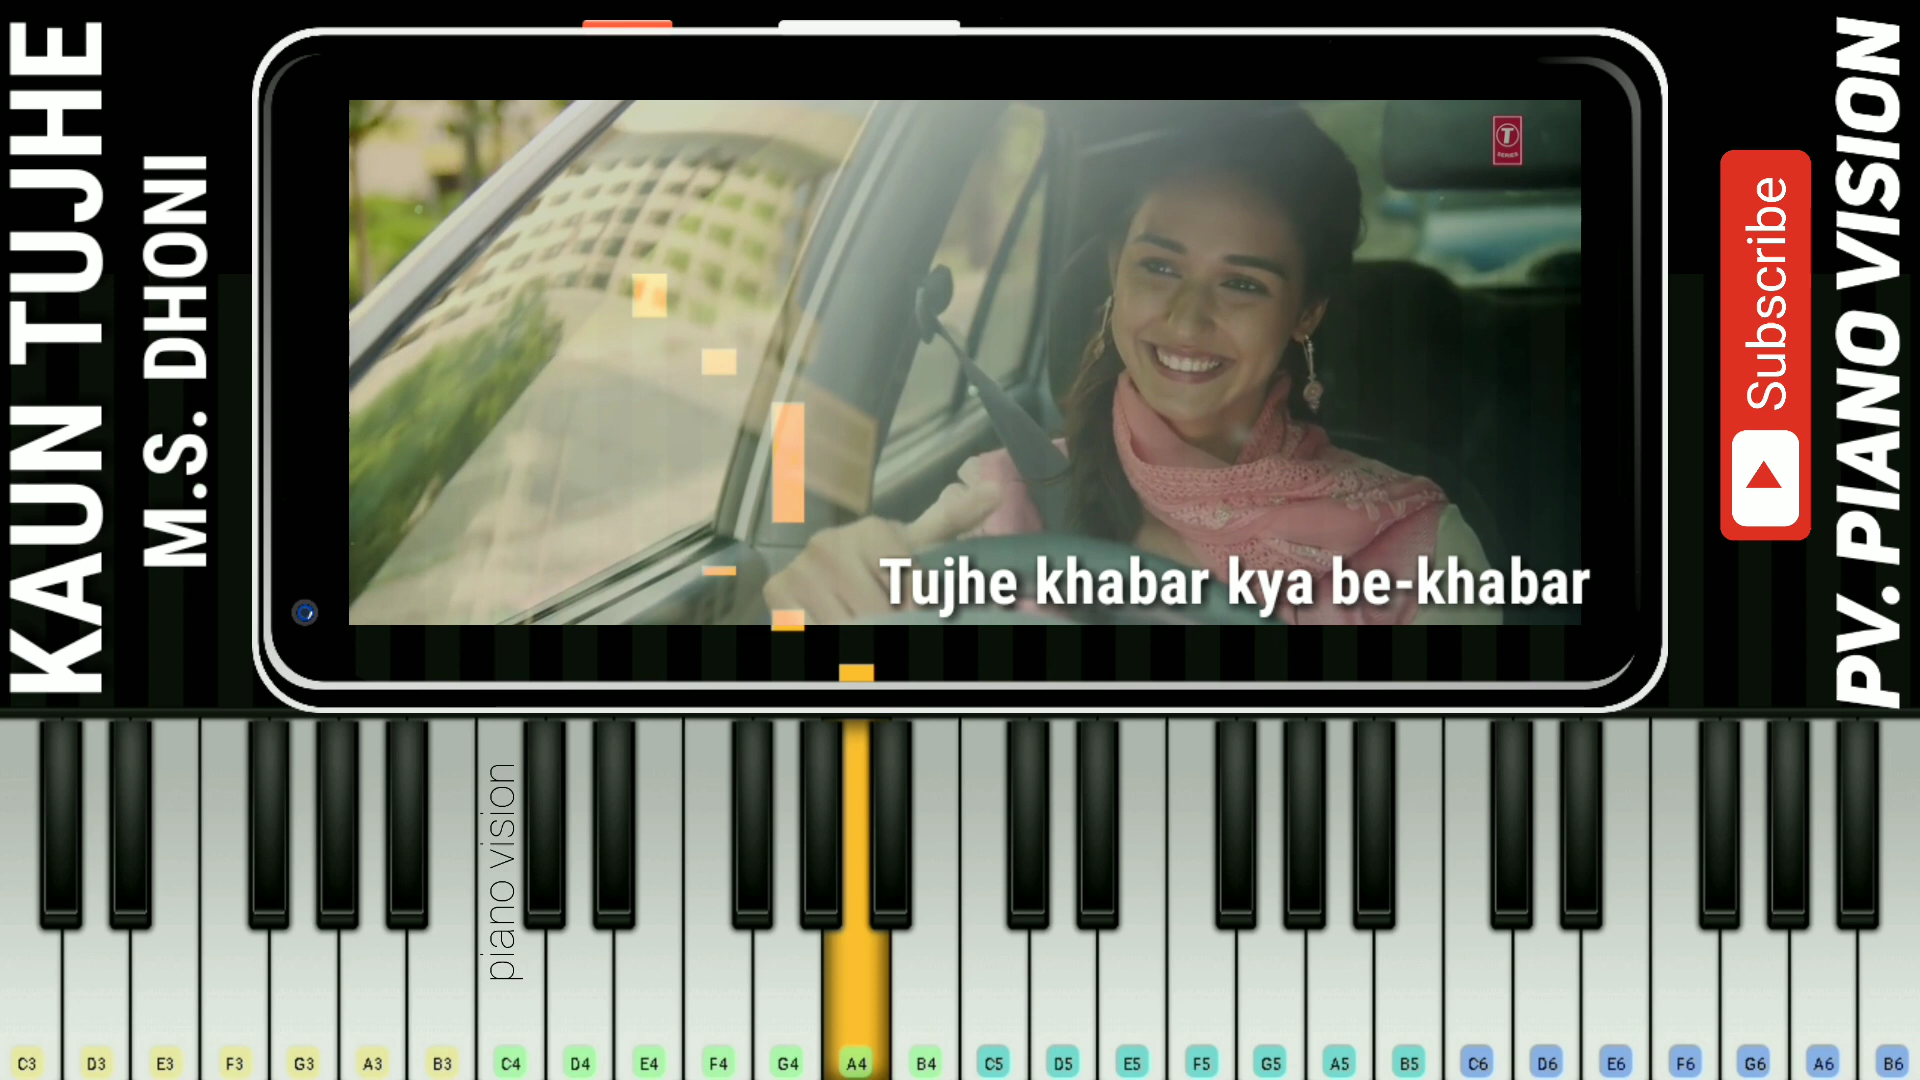 KAUN TUJHE
M.S. DHONI
T
SERIES
Tujhe khabar kya be-khabar
Subscribe
PV. PIANO VISION
piano vision
C3 D3 E3 F3 G3 A3 B3 C4 D4 E4 F4 G4 A4 B4 C5 D5 E5 F5 G5 A5 B5 C6 D6 E6 F6 G6 A6 B6